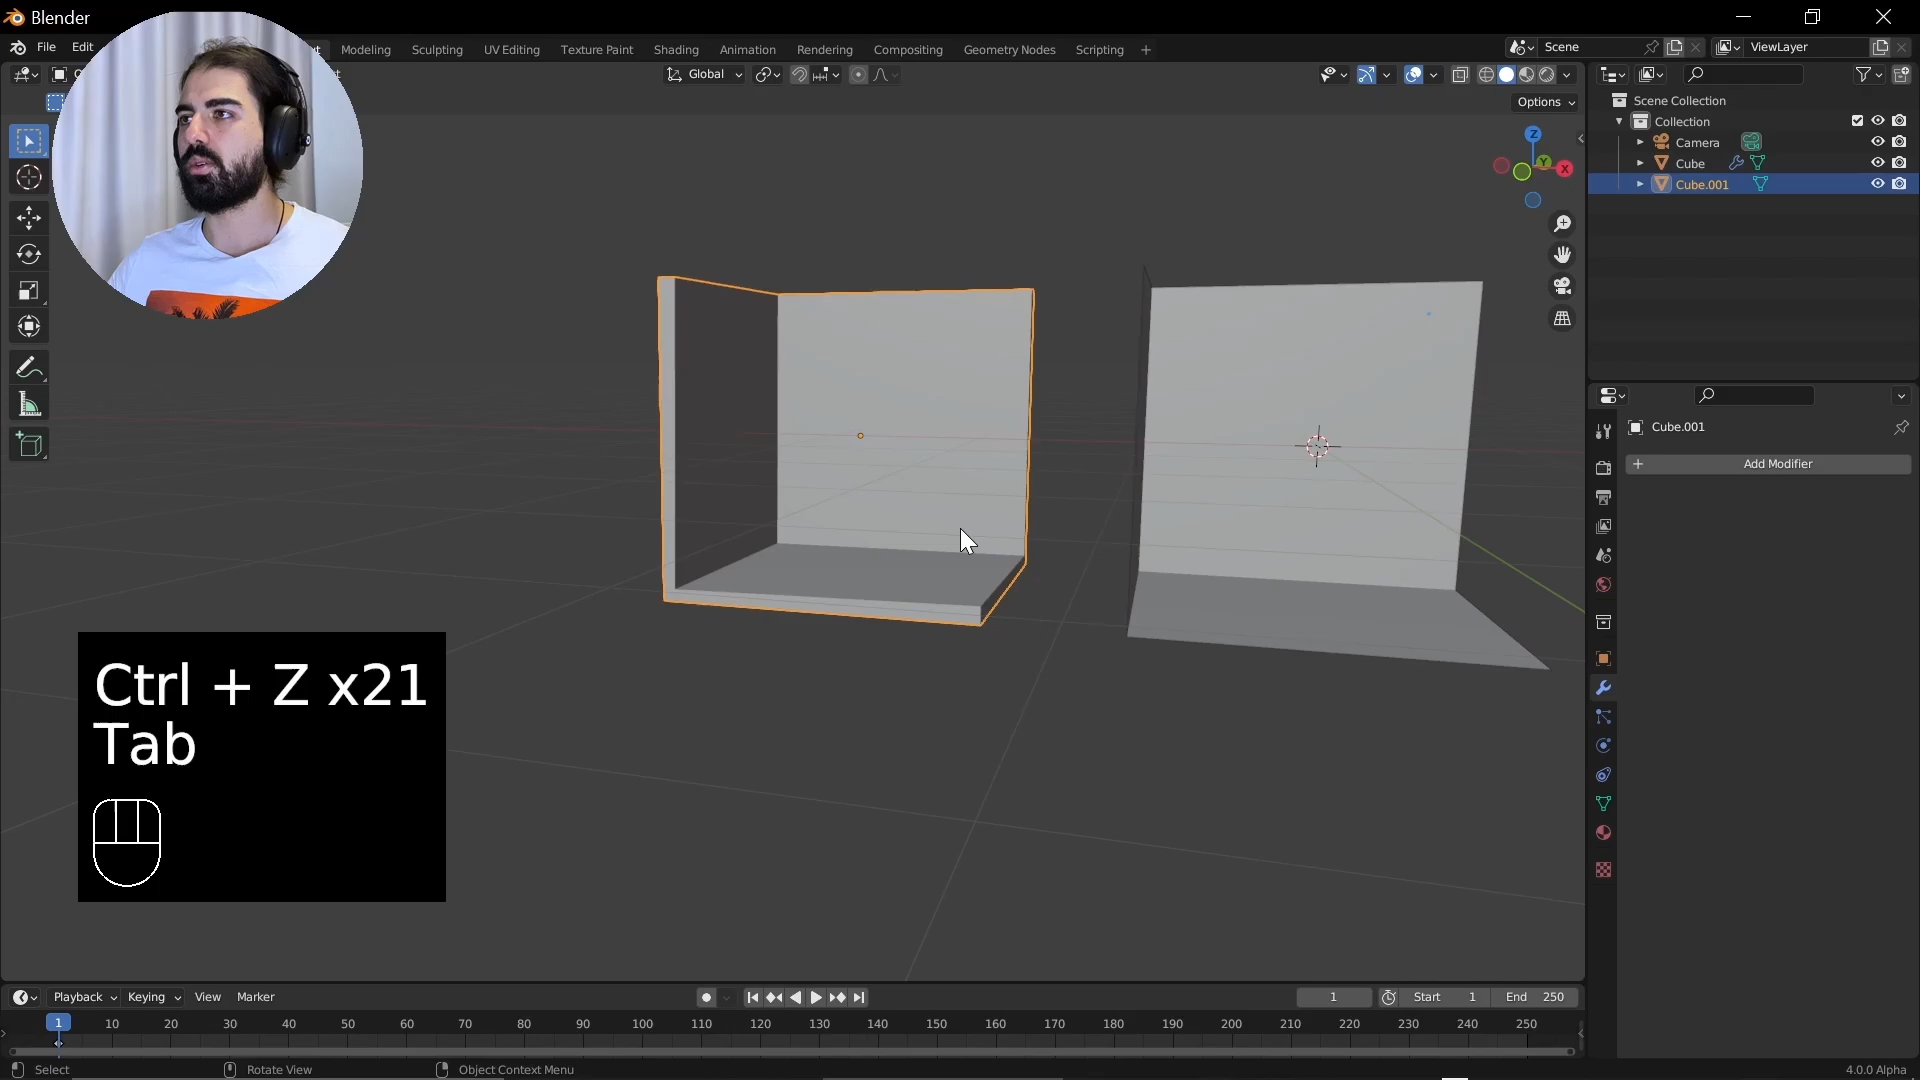 Blender
File Edit
Modeling Sculpting UV Editing Texture Paint Shading Animation Rendering Compositing Geometry Nodes Scripting +
Scene
ViewLayer
Global
Options
Z
Y
X
Scene Collection
Collection
Camera
Cube
Cube.001
Cube.001
+ Add Modifier
Ctrl + Z x21
Tab
Playback Keying View Marker
1
Start 1
End 250
1 10 20 30 40 50 60 70 80 90 100 110 120 130 140 150 160 170 180 190 200 210 220 230 240 250
Select
Rotate View
Object Context Menu
4.0.0 Alpha